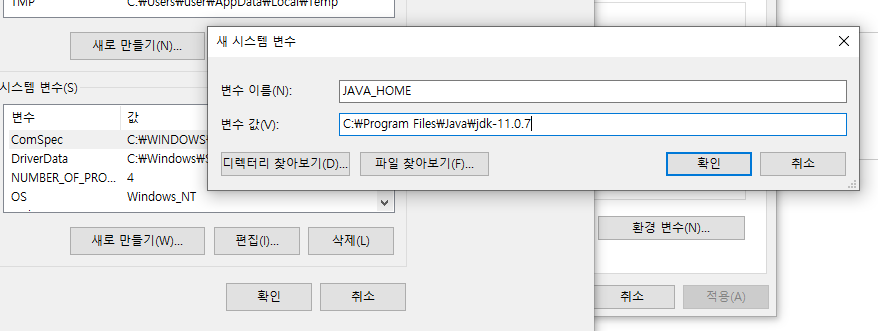 TMP C:₩Users₩user₩AppData₩Local₩Temp
새로 만들기(N)...
새 시스템 변수
변수 이름(N): JAVA_HOME
변수 값(V): C:₩Program Files₩Java₩jdk-11.0.7
디렉터리 찾아보기(D)... 파일 찾아보기(F)... 확인 취소
시스템 변수(S)
변수 값
ComSpec C:₩WINDOWS₩
DriverData C:₩Windows₩S
NUMBER_OF_PRO... 4
OS Windows_NT
새로 만들기(W)... 편집(I)... 삭제(L)
환경 변수(N)...
확인 취소
취소 적용(A)